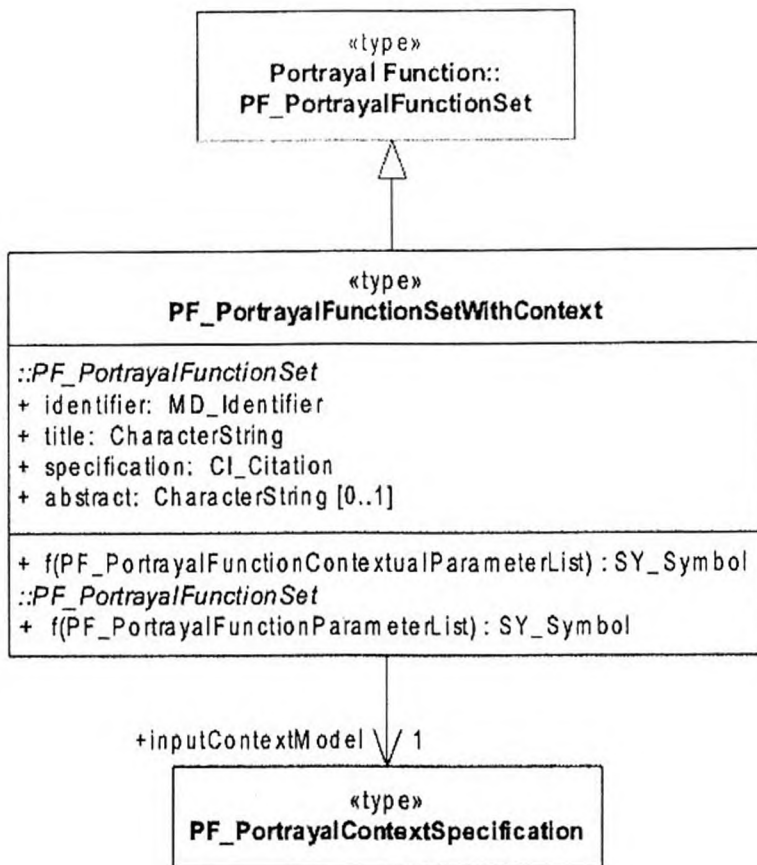 «type»
Portrayal Function::
PF_PortrayalFunctionSet
«type»
PF_PortrayalFunctionSetWithContext
::PF_PortrayalFunctionSet
+ identifier: MD_Identifier
+ title: CharacterString
+ specification: CI_Citation
+ abstract: CharacterString [0..1]
+ f(PF_PortrayalFunctionContextualParameterList) : SY_Symbol
::PF_PortrayalFunctionSet
+ f(PF_PortrayalFunctionParameterList) : SY_Symbol
+inputContextModel 1
«type»
PF_PortrayalContextSpecification